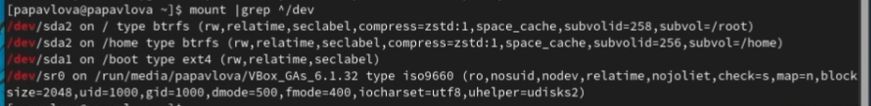 [papavlova@papavlova ~]$ mount |grep ^/dev
/dev/sda2 on / type btrfs (rw,relatime,seclabel,compress=zstd:1,space_cache,subvolid=258,subvol=/root)
/dev/sda2 on /home type btrfs (rw,relatime,seclabel,compress=zstd:1,space_cache,subvolid=256,subvol=/home)
/dev/sda1 on /boot type ext4 (rw,relatime,seclabel)
/dev/sr0 on /run/media/papavlova/VBox_GAs_6.1.32 type iso9660 (ro,nosuid,nodev,relatime,nojoliet,check=s,map=n,block
size=2048,uid=1000,gid=1000,dmode=500,fmode=400,iocharset=utf8,uhelper=udisks2)